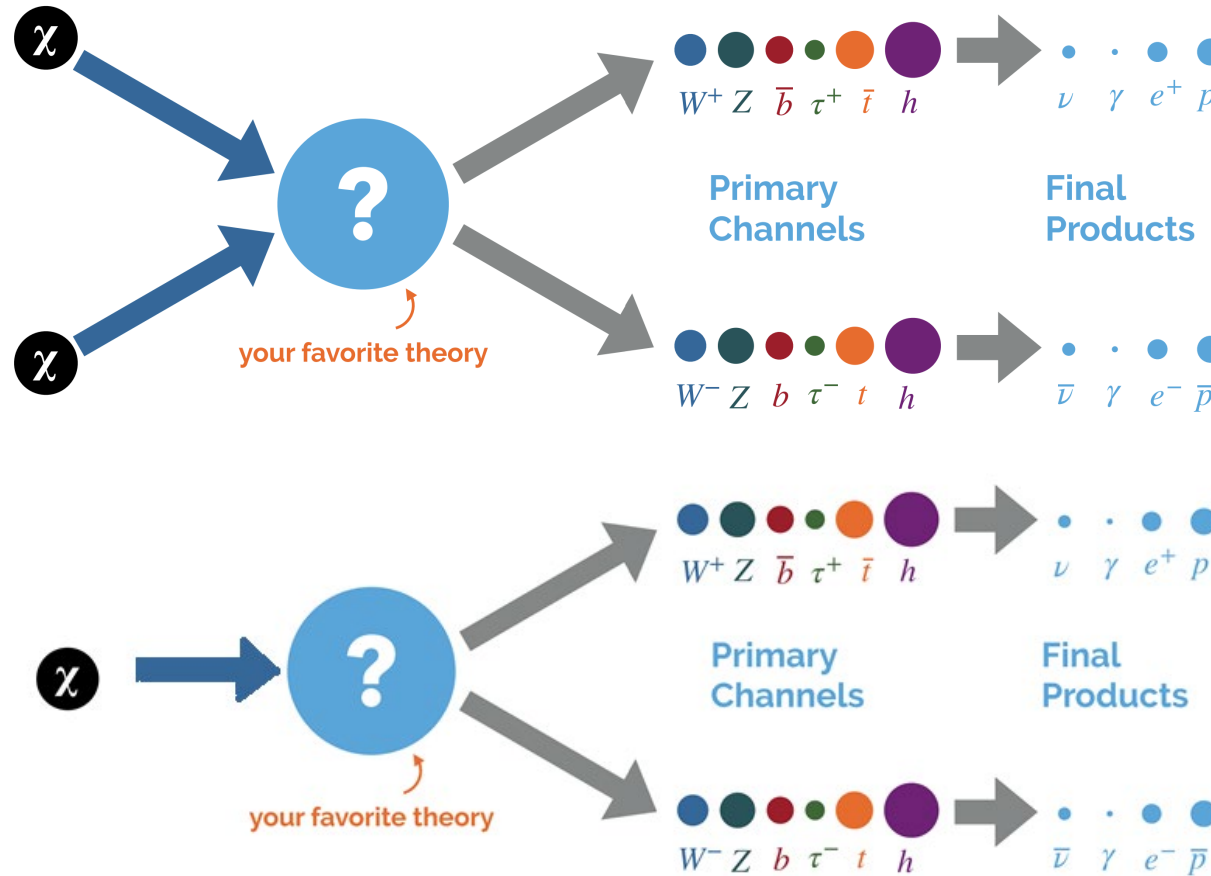 χ
W⁺ Z b̅ τ⁺ t̅ h
ν γ e⁺ p
?
Primary
Channels
Final
Products
your favorite theory
χ
W⁻ Z b τ⁻ t h
ν̅ γ e⁻ p̅
W⁺ Z b̅ τ⁺ t̅ h
ν γ e⁺ p
χ
?
Primary
Channels
Final
Products
your favorite theory
W⁻ Z b τ⁻ t h
ν̅ γ e⁻ p̅